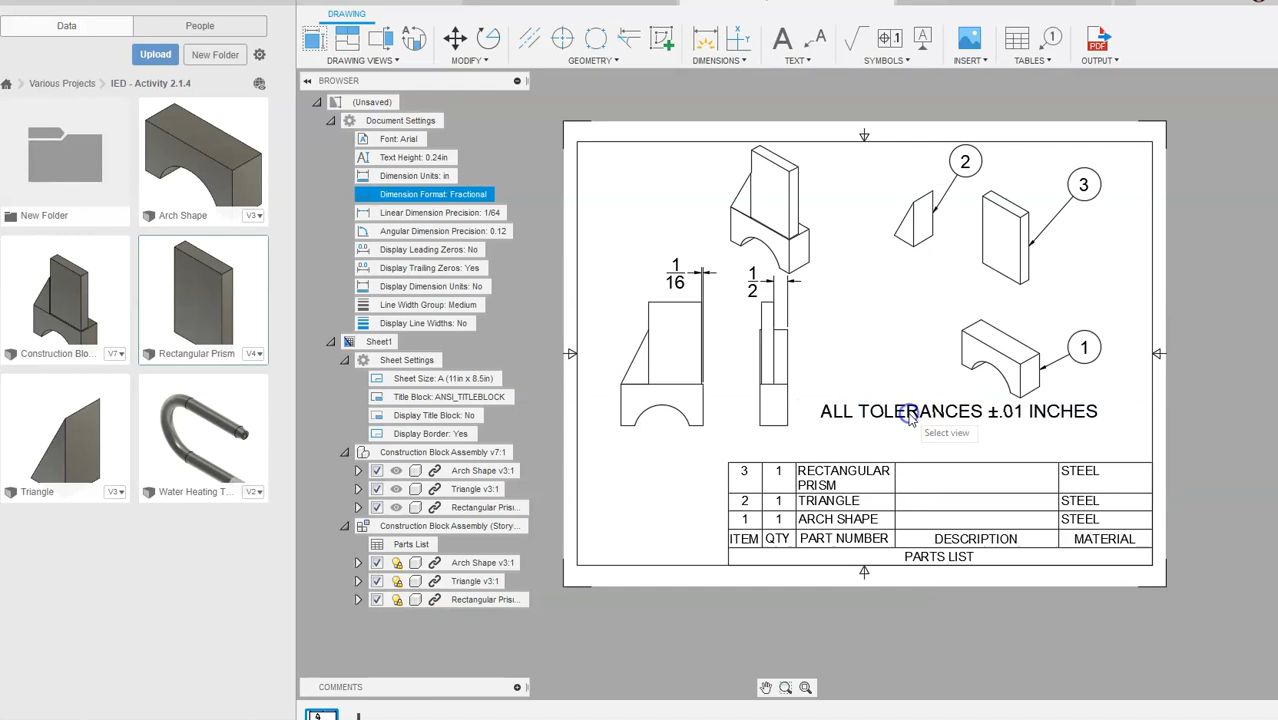 DRAWING
Data
People
Upload
New Folder
Various Projects
IED - Activity 2.1.4
DRAWING VIEWS
MODIFY
GEOMETRY
DIMENSIONS
TEXT
SYMBOLS
INSERT
TABLES
OUTPUT
PDF
BROWSER
(Unsaved)
Document Settings
Font: Arial
Text Height: 0.24in
Dimension Units: in
Dimension Format: Fractional
Linear Dimension Precision: 1/64
Angular Dimension Precision: 0.12
Display Leading Zeros: No
Display Trailing Zeros: Yes
Display Dimension Units: No
Line Width Group: Medium
Display Line Widths: No
Sheet1
Sheet Settings
Sheet Size: A (11in x 8.5in)
Title Block: ANSI_TITLEBLOCK
Display Title Block: No
Display Border: Yes
Construction Block Assembly v7:1
Arch Shape v3:1
Triangle v3:1
Rectangular Pris...
Construction Block Assembly (Story...
Parts List
Arch Shape v3:1
Triangle v3:1
Rectangular Pris...
New Folder
Arch Shape
V3
Construction Blo...
V7
Rectangular Prism
V4
Triangle
V3
Water Heating T...
V2
2
3
1
1
16
1
2
ALL TOLERANCES ±.01 INCHES
Select view
3 1 RECTANGULAR PRISM STEEL
2 1 TRIANGLE STEEL
1 1 ARCH SHAPE STEEL
ITEM QTY PART NUMBER DESCRIPTION MATERIAL
PARTS LIST
COMMENTS